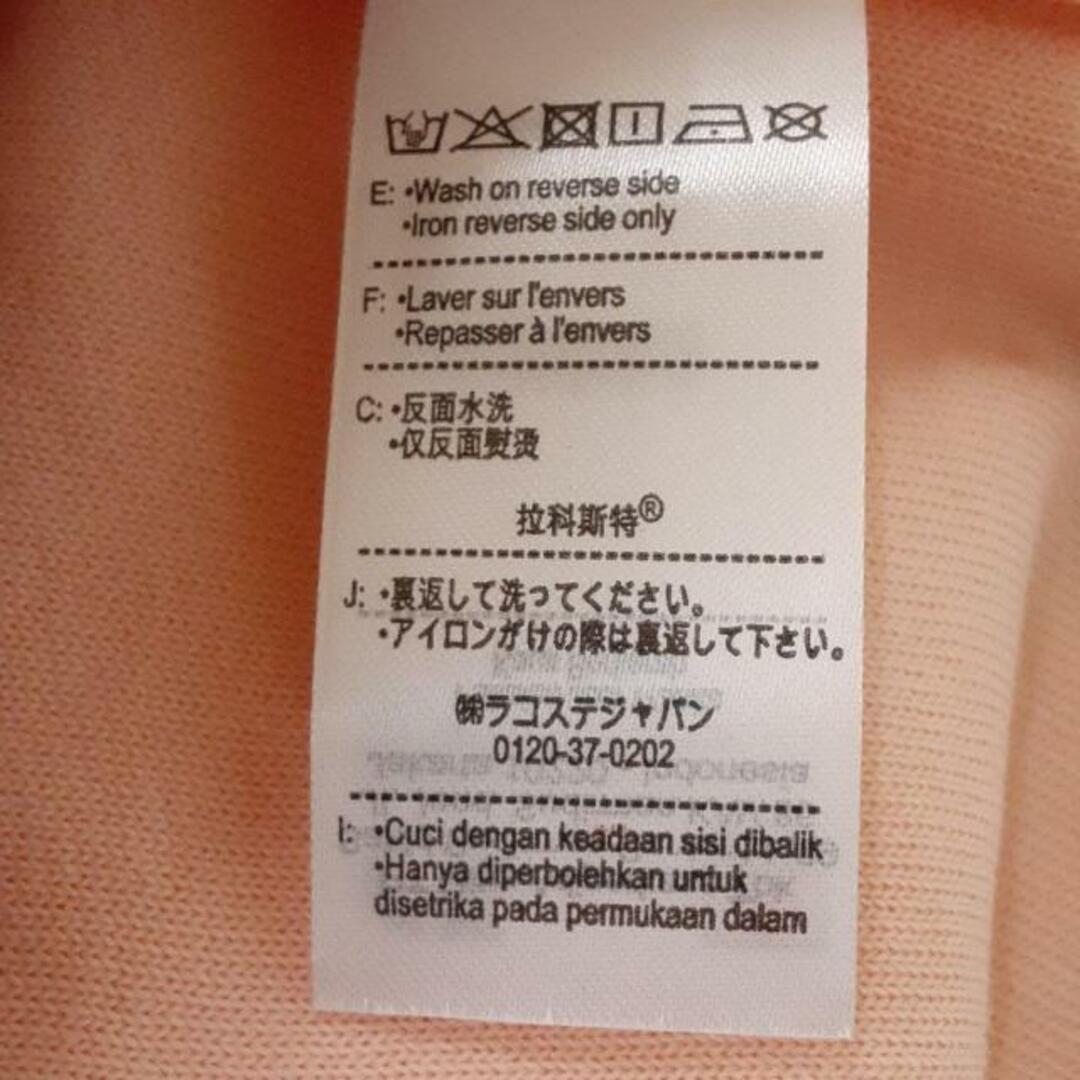 E: •Wash on reverse side
•Iron reverse side only
F: •Laver sur l'envers
•Repasser à l'envers
C: •反面水洗
•仅反面熨烫
拉科斯特®
J: •裏返して洗ってください。
•アイロンがけの際は裏返して下さい。
㈱ラコステジャパン
0120-37-0202
I: •Cuci dengan keadaan sisi dibalik
•Hanya diperbolehkan untuk
disetrika pada permukaan dalam